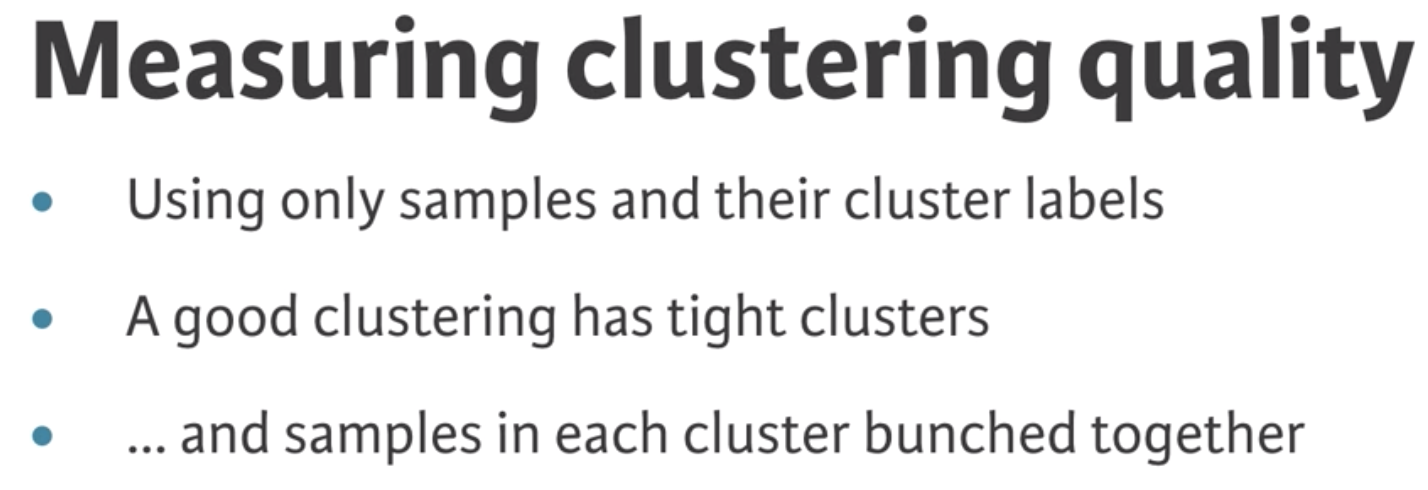 Measuring clustering quality
• Using only samples and their cluster labels
• A good clustering has tight clusters
• ... and samples in each cluster bunched together